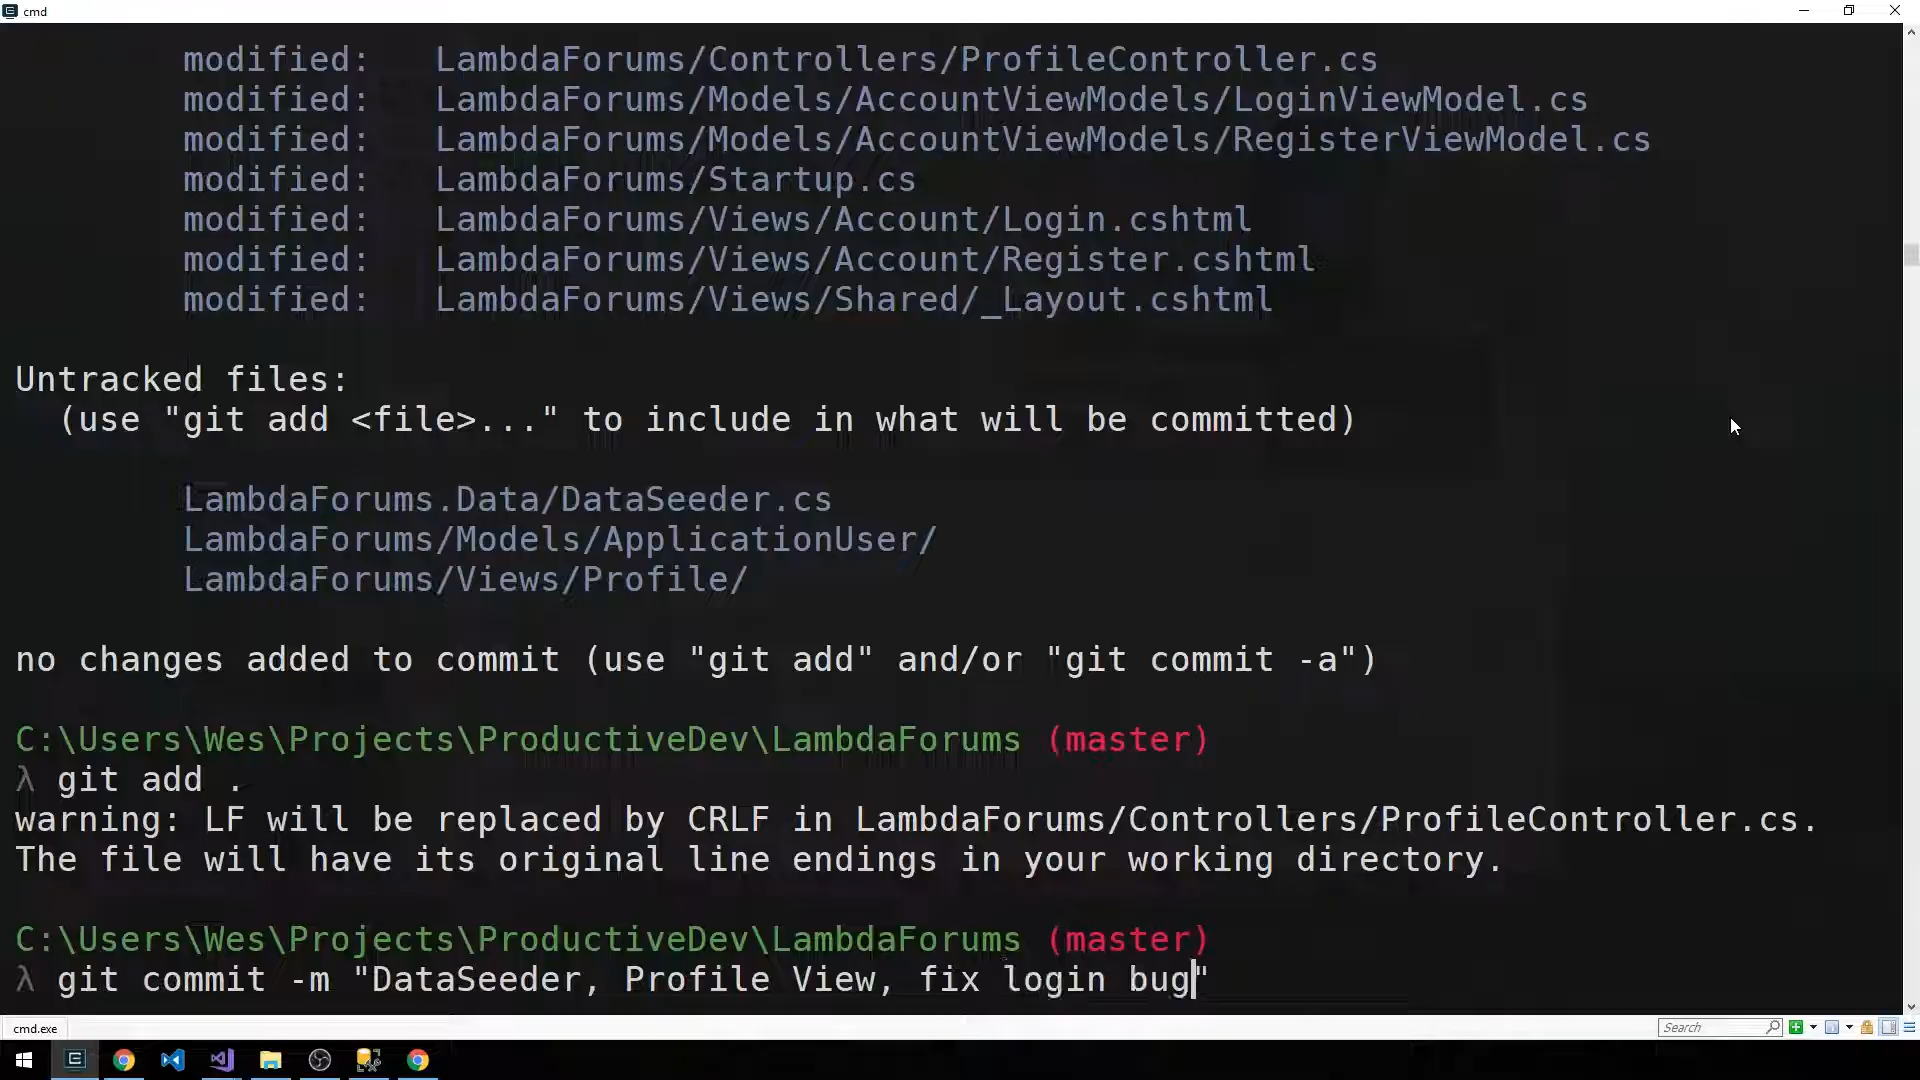 cmd
modified:   LambdaForums/Controllers/ProfileController.cs
modified:   LambdaForums/Models/AccountViewModels/LoginViewModel.cs
modified:   LambdaForums/Models/AccountViewModels/RegisterViewModel.cs
modified:   LambdaForums/Startup.cs
modified:   LambdaForums/Views/Account/Login.cshtml
modified:   LambdaForums/Views/Account/Register.cshtml
modified:   LambdaForums/Views/Shared/_Layout.cshtml
Untracked files:
(use "git add <file>..." to include in what will be committed)
LambdaForums.Data/DataSeeder.cs
LambdaForums/Models/ApplicationUser/
LambdaForums/Views/Profile/
no changes added to commit (use "git add" and/or "git commit -a")
C:\Users\Wes\Projects\ProductiveDev\LambdaForums (master)
λ git add .
warning: LF will be replaced by CRLF in LambdaForums/Controllers/ProfileController.cs.
The file will have its original line endings in your working directory.
C:\Users\Wes\Projects\ProductiveDev\LambdaForums (master)
λ git commit -m "DataSeeder, Profile View, fix login bug"
cmd.exe
Search